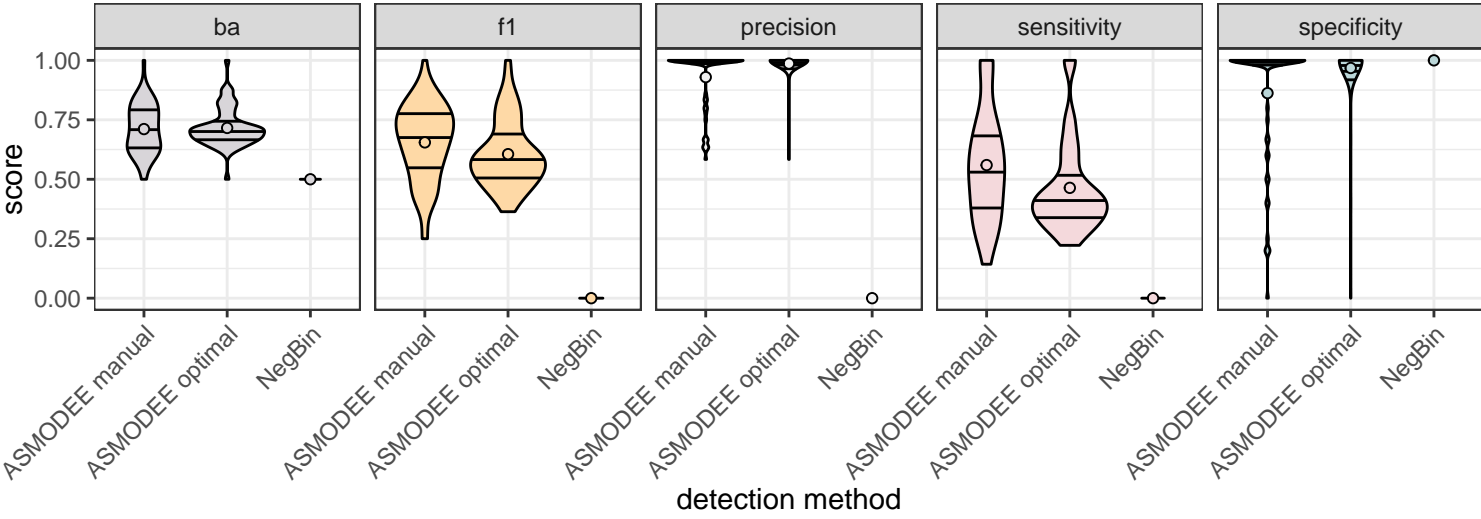 ba f1 precision sensitivity specificity
score
1.00
0.75
0.50
0.25
0.00
ASMODEE manual
ASMODEE optimal
NegBin
ASMODEE manual
ASMODEE optimal
NegBin
ASMODEE manual
ASMODEE optimal
NegBin
ASMODEE manual
ASMODEE optimal
NegBin
ASMODEE manual
ASMODEE optimal
NegBin
detection method